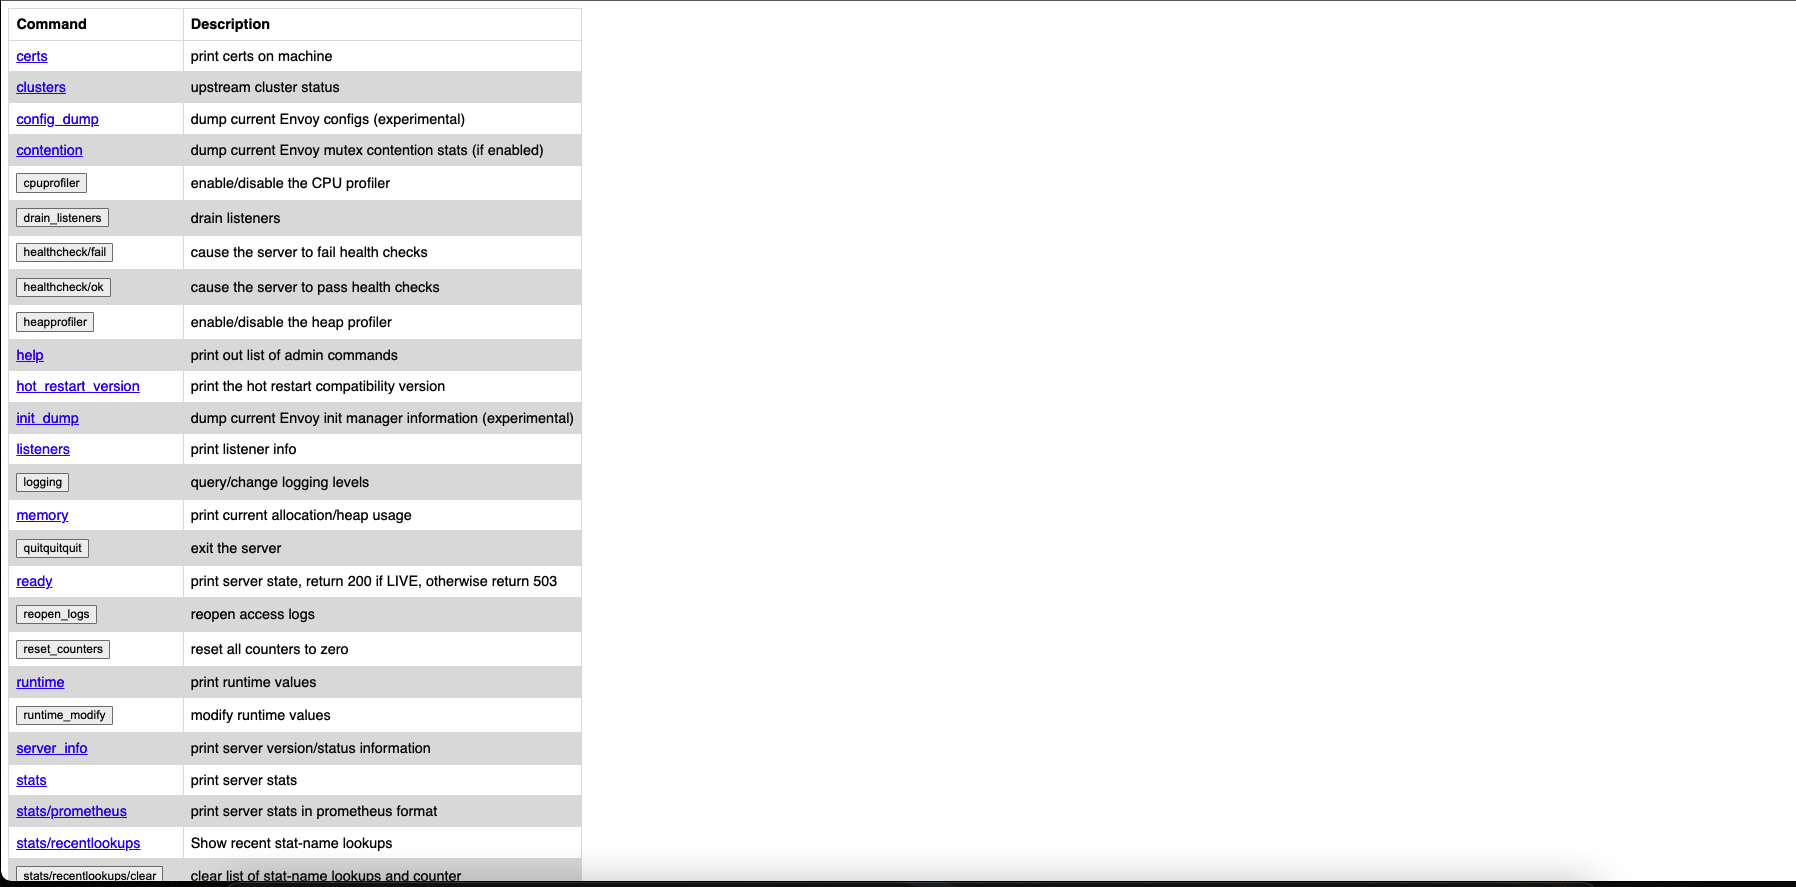 Command Description
certs print certs on machine
clusters upstream cluster status
config_dump dump current Envoy configs (experimental)
contention dump current Envoy mutex contention stats (if enabled)
cpuprofiler enable/disable the CPU profiler
drain_listeners drain listeners
healthcheck/fail cause the server to fail health checks
healthcheck/ok cause the server to pass health checks
heapprofiler enable/disable the heap profiler
help print out list of admin commands
hot_restart_version print the hot restart compatibility version
init_dump dump current Envoy init manager information (experimental)
listeners print listener info
logging query/change logging levels
memory print current allocation/heap usage
quitquitquit exit the server
ready print server state, return 200 if LIVE, otherwise return 503
reopen_logs reopen access logs
reset_counters reset all counters to zero
runtime print runtime values
runtime_modify modify runtime values
server_info print server version/status information
stats print server stats
stats/prometheus print server stats in prometheus format
stats/recentlookups Show recent stat-name lookups
stats/recentlookups/clear clear list of stat-name lookups and counter